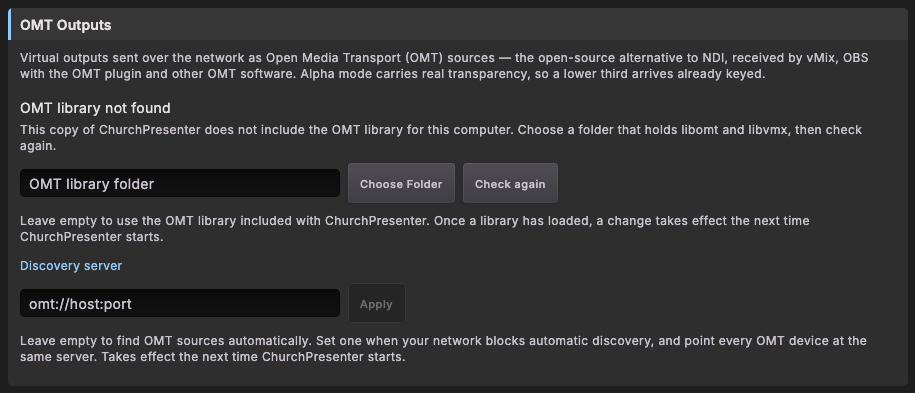 OMT Outputs
Virtual outputs sent over the network as Open Media Transport (OMT) sources — the open-source alternative to NDI, received by vMix, OBS
with the OMT plugin and other OMT software. Alpha mode carries real transparency, so a lower third arrives already keyed.
OMT library not found
This copy of ChurchPresenter does not include the OMT library for this computer. Choose a folder that holds libomt and libvmx, then check
again.
OMT library folder
Choose Folder
Check again
Leave empty to use the OMT library included with ChurchPresenter. Once a library has loaded, a change takes effect the next time
ChurchPresenter starts.
Discovery server
omt://host:port
Apply
Leave empty to find OMT sources automatically. Set one when your network blocks automatic discovery, and point every OMT device at the
same server. Takes effect the next time ChurchPresenter starts.